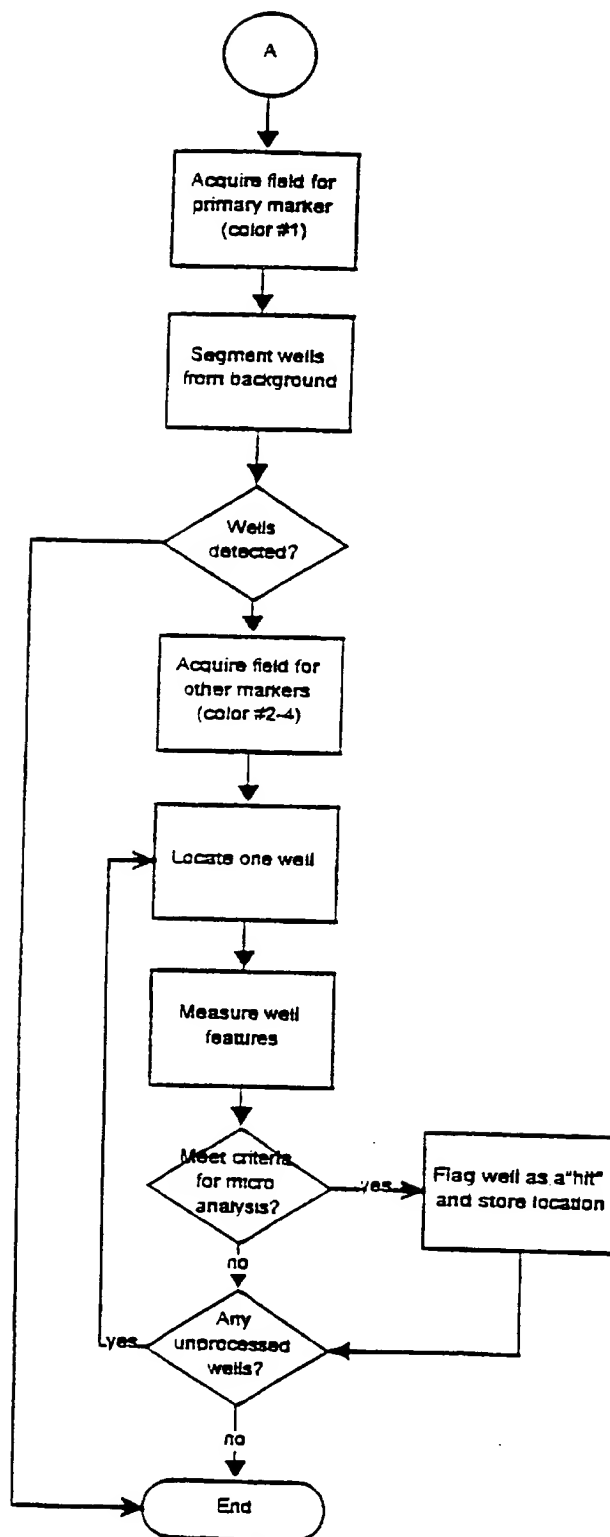 A
Acquire field for
primary marker
(color #1)
Segment wells
from background
Wells
detected?
Acquire field for
other markers
(color #2-4)
Locate one well
Measure well
features
Meet criteria
for micro
analysis?
yes
Flag well as a "hit"
and store location
no
Any
unprocessed
wells?
yes
no
End